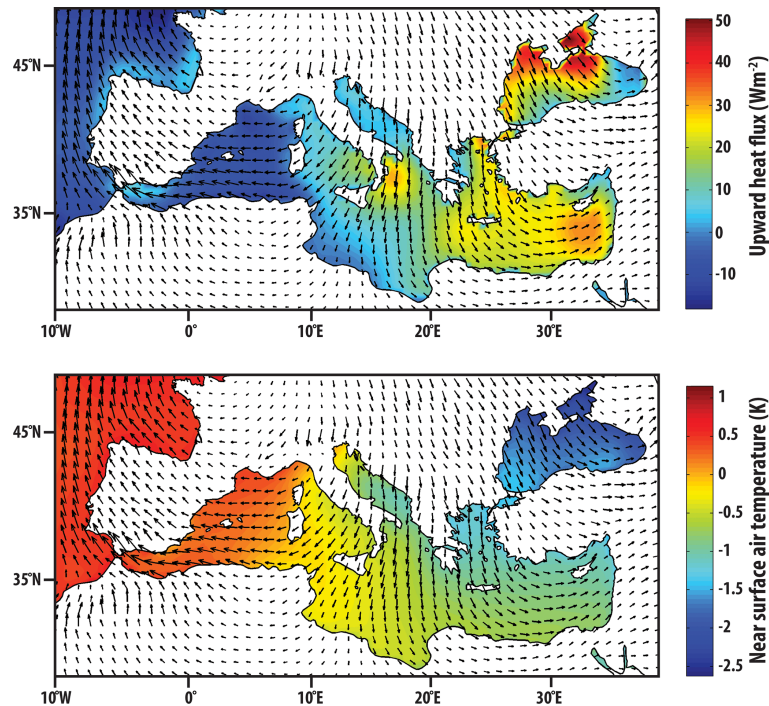 45°N
35°N
10°W
0°
10°E
20°E
30°E
50
40
30
20
10
0
-10
Upward heat flux (Wm⁻²)
45°N
35°N
10°W
0°
10°E
20°E
30°E
1
0.5
0
-0.5
-1
-1.5
-2
-2.5
Near surface air temperature (K)